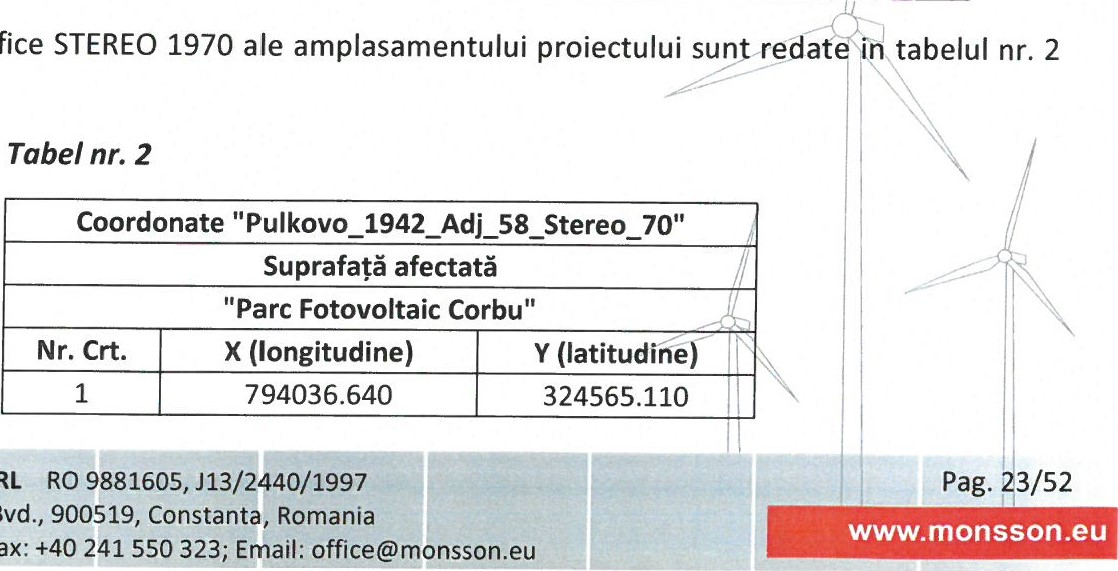 fice STEREO 1970 ale amplasamentului proiectului sunt redate in tabelul nr. 2
Tabel nr. 2
Coordonate "Pulkovo_1942_Adj_58_Stereo_70"
Suprafață afectată
"Parc Fotovoltaic Corbu"
Nr. Crt. X (longitudine) Y (latitudine)
1 794036.640 324565.110
RL RO 9881605, J13/2440/1997 Pag. 23/52
Bvd., 900519, Constanta, Romania
ax: +40 241 550 323; Email: office@monsson.eu
www.monsson.eu